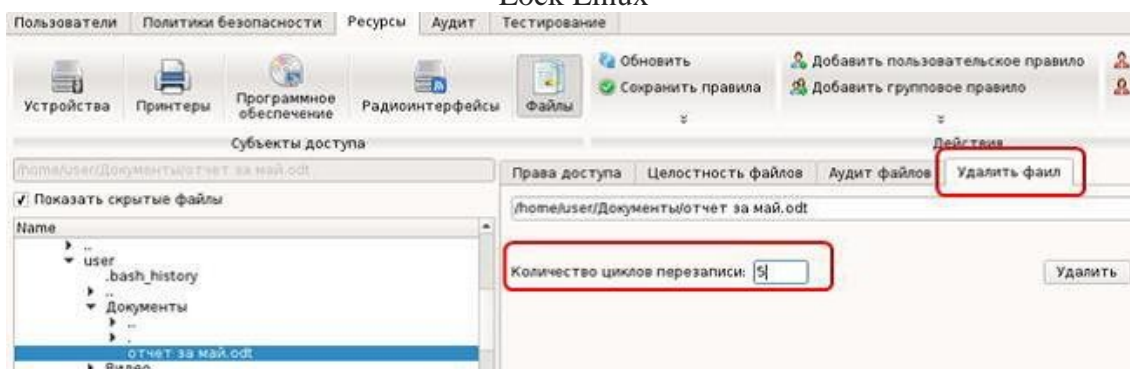 Lock Linux
Пользователи Политики безопасности Ресурсы Аудит Тестирование
Устройства Принтеры Программное обеспечение Радиоинтерфейсы Файлы
Обновить
Сохранить правила
Добавить пользовательское правило
Добавить групповое правило
Субъекты доступа Действия
/home/user/Документы/отчет за май.odt
Показать скрытые файлы
Name
..
user
.bash_history
..
Документы
..
.
отчет за май.odt
Видео
Права доступа Целостность файлов Аудит файлов Удалить файл
/home/user/Документы/отчет за май.odt
Количество циклов перезаписи: 5
Удалить